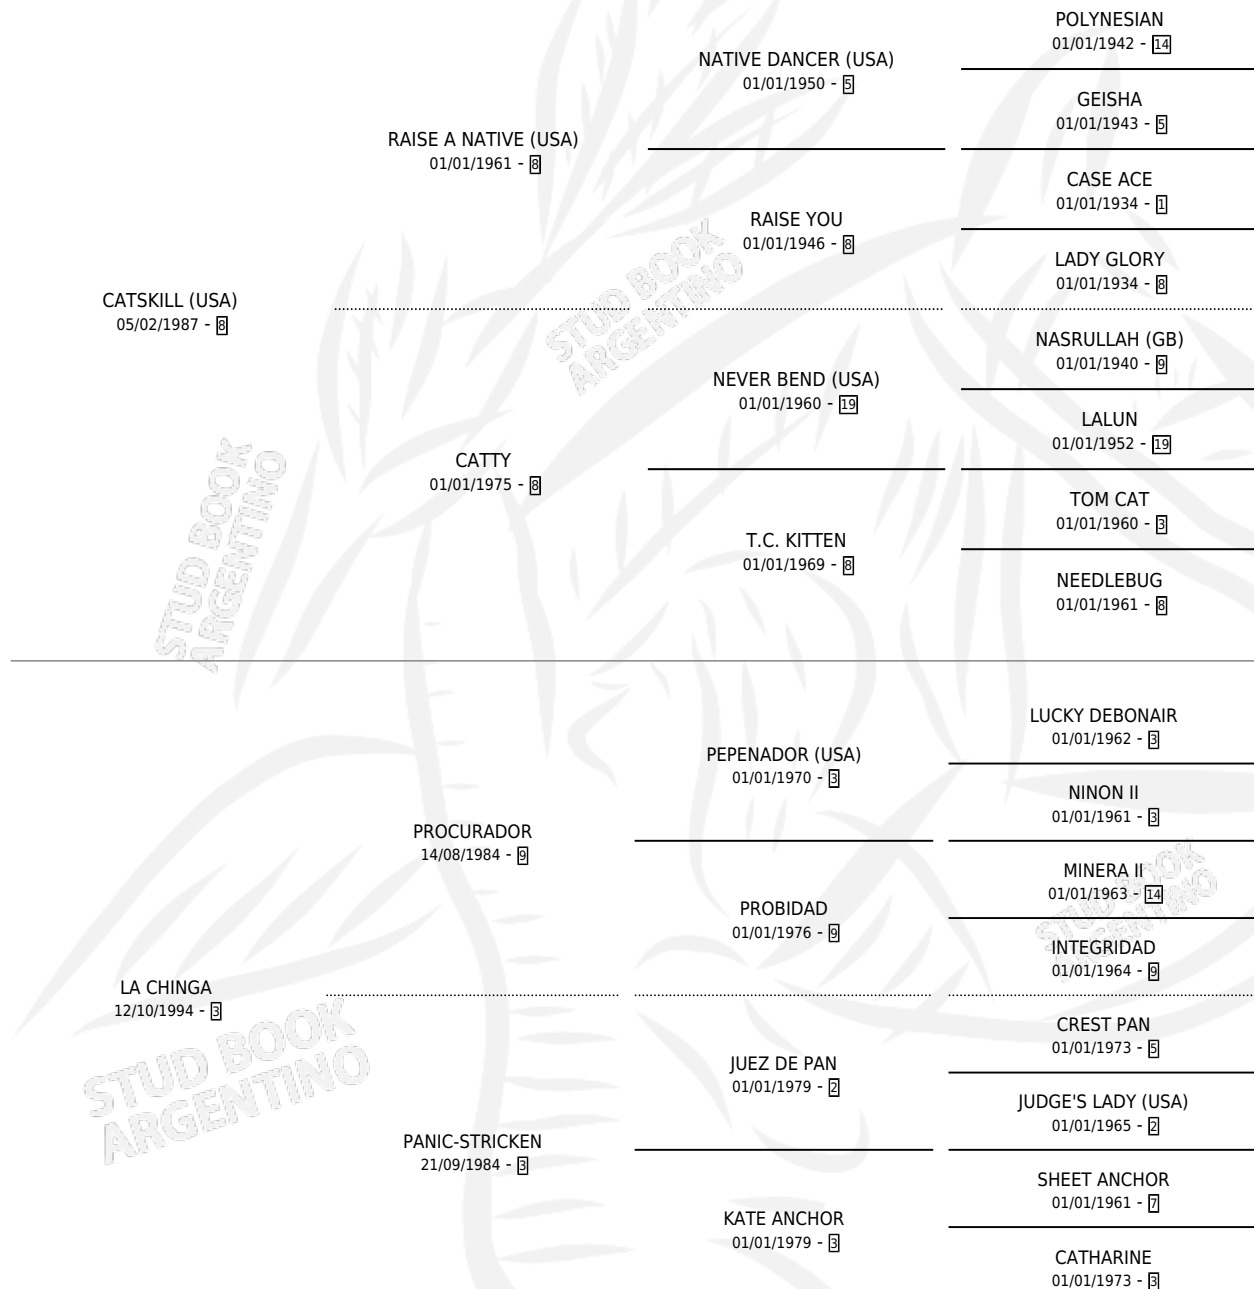 POLYNESIAN
01/01/1942 - 14
NATIVE DANCER (USA)
01/01/1950 - 5
GEISHA
01/01/1943 - 5
RAISE A NATIVE (USA)
01/01/1961 - 8
CASE ACE
01/01/1934 - 1
RAISE YOU
01/01/1946 - 8
LADY GLORY
01/01/1934 - 8
CATSKILL (USA)
05/02/1987 - 8
STUD BOOK
ARGENTINO
NASRULLAH (GB)
01/01/1940 - 9
NEVER BEND (USA)
01/01/1960 - 19
LALUN
01/01/1952 - 19
CATTY
01/01/1975 - 8
TOM CAT
01/01/1960 - 3
T.C. KITTEN
01/01/1969 - 8
NEEDLEBUG
01/01/1961 - 8
STUD BOOK
ARGENTINO
LUCKY DEBONAIR
01/01/1962 - 3
PEPENADOR (USA)
01/01/1970 - 3
NINON II
01/01/1961 - 3
PROCURADOR
14/08/1984 - 9
MINERA II
01/01/1963 - 14
PROBIDAD
01/01/1976 - 9
INTEGRIDAD
01/01/1964 - 9
STUD BOOK
ARGENTINO
LA CHINGA
12/10/1994 - 3
CREST PAN
01/01/1973 - 5
JUEZ DE PAN
01/01/1979 - 2
JUDGE'S LADY (USA)
01/01/1965 - 2
STUD BOOK
ARGENTINO
PANIC-STRICKEN
21/09/1984 - 3
SHEET ANCHOR
01/01/1961 - 7
KATE ANCHOR
01/01/1979 - 3
CATHARINE
01/01/1973 - 3